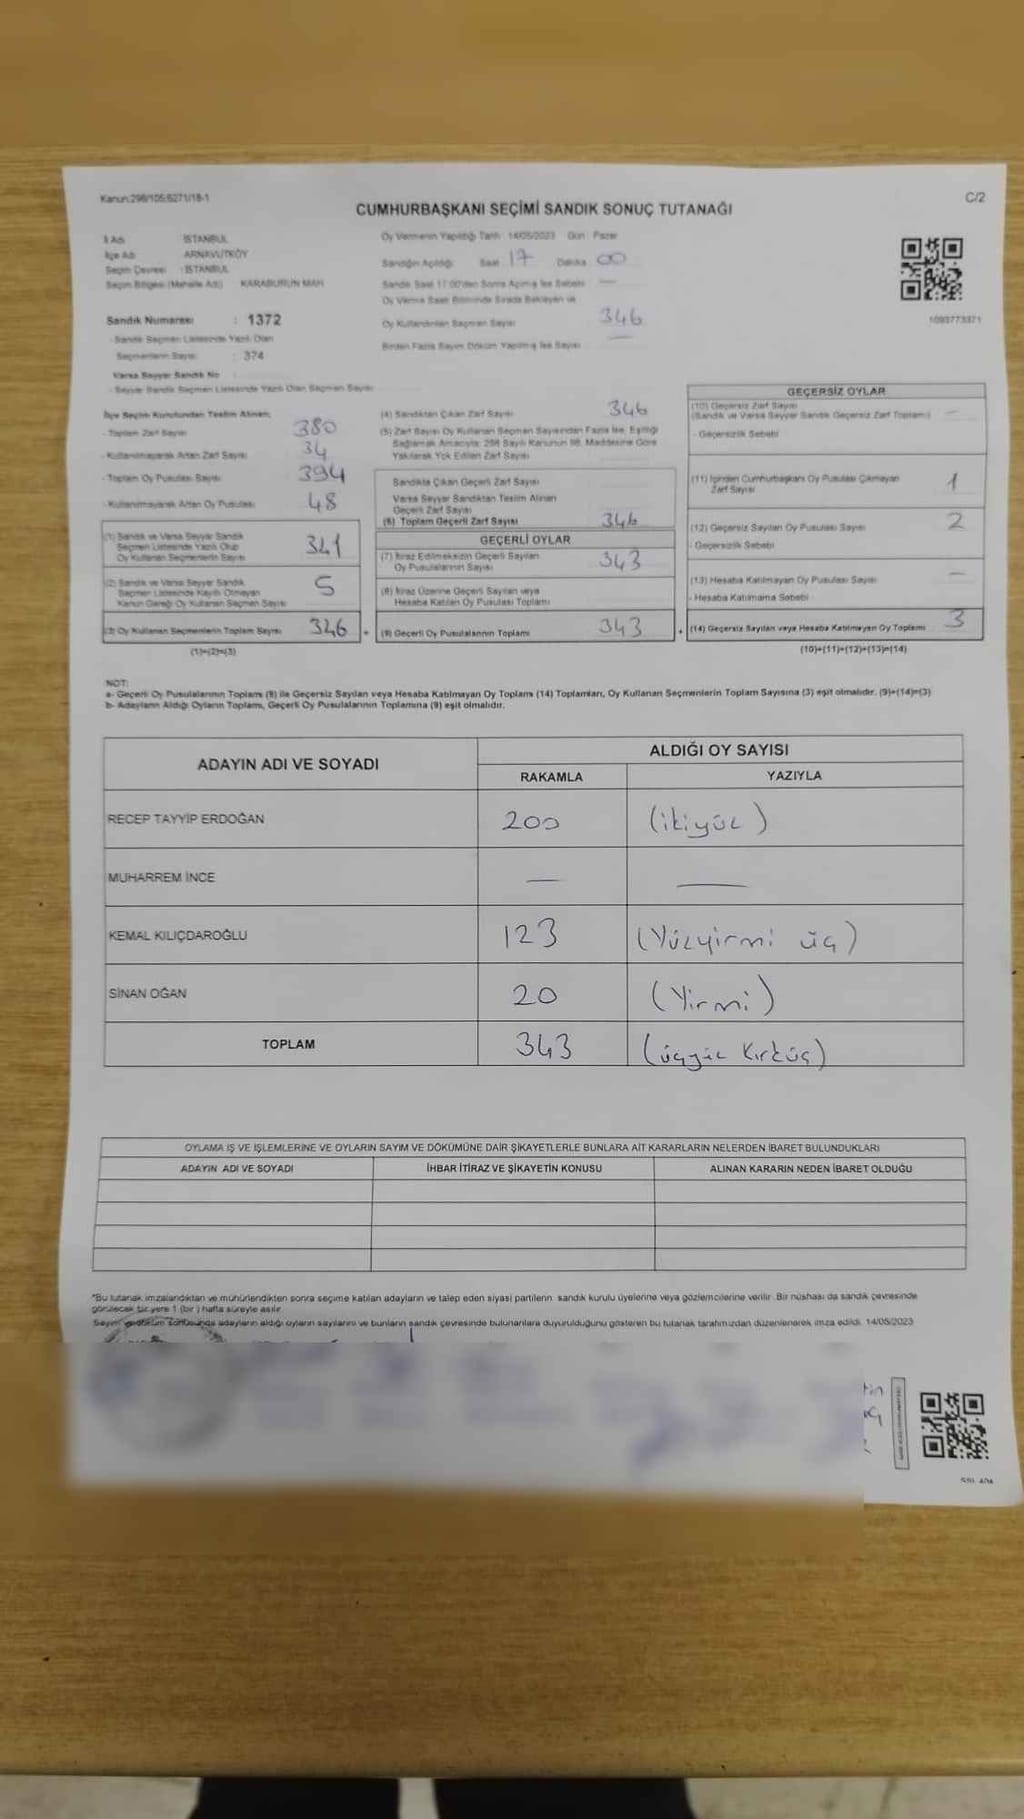 Kanun:298/105;6271/18-1
C/2
CUMHURBAŞKANI SEÇİMİ SANDIK SONUÇ TUTANAĞI
İl Adı İSTANBUL
İlçe Adı ARNAVUTKÖY
Seçim Çevresi : İSTANBUL
Seçim Bölgesi (Mahalle Adı) KARABURUN MAH
Sandık Numarası : 1372
Sandık Seçmen Listesinde Yazılı Olan
Seçmenlerin Sayısı : 374
Varsa Seyyar Sandık No
- Seyyar Sandık Seçmen Listesinde Yazılı Olan Seçmen Sayısı
Oy Vermenin Yapıldığı Tarih 14/05/2023 Gün Pazar
Sandığın Açıldığı Saat 17 Dakika 00
Sandık Saat 17:00'den Sonra Açılmış İse Sebebi —
Oy Verme Saati Bitiminde Sırada Bekleyen ve
Oy Kullandırılan Seçmen Sayısı 346
Birden Fazla Sayım Döküm Yapılmış İse Sayısı —
1093773371
İlçe Seçim Kurulundan Teslim Alınan;
- Toplam Zarf Sayısı 380
- Kullanılmayarak Artan Zarf Sayısı 34
- Toplam Oy Pusulası Sayısı 394
- Kullanılmayarak Artan Oy Pusulası 48
(1) Sandık ve Varsa Seyyar Sandık
Seçmen Listesinde Yazılı Olup
Oy Kullanan Seçmenlerin Sayısı 341
(2) Sandık ve Varsa Seyyar Sandık
Seçmen Listesinde Kayıtlı Olmayan
Kanun Gereği Oy Kullanan Seçmen Sayısı 5
(3) Oy Kullanan Seçmenlerin Toplam Sayısı 346
(1)+(2)=(3)
(4) Sandıktan Çıkan Zarf Sayısı 346
(5) Zarf Sayısı Oy Kullanan Seçmen Sayısından Fazla İse, Eşitliği
Sağlamak Amacıyla; 298 Sayılı Kanunun 98. Maddesine Göre
Yakılarak Yok Edilen Zarf Sayısı
Sandıkta Çıkan Geçerli Zarf Sayısı
Varsa Seyyar Sandıktan Teslim Alınan
Geçerli Zarf Sayısı
(6) Toplam Geçerli Zarf Sayısı 346
GEÇERLİ OYLAR
(7) İtiraz Edilmeksizin Geçerli Sayılan
Oy Pusulalarının Sayısı 343
(8) İtiraz Üzerine Geçerli Sayılan veya
Hesaba Katılan Oy Pusulası Toplamı
= (9) Geçerli Oy Pusulalarının Toplamı 343
GEÇERSİZ OYLAR
(10) Geçersiz Zarf Sayısı
(Sandık ve Varsa Seyyar Sandık Geçersiz Zarf Toplamı) —
- Geçersizlik Sebebi
(11) İçinden Cumhurbaşkanı Oy Pusulası Çıkmayan
Zarf Sayısı 1
(12) Geçersiz Sayılan Oy Pusulası Sayısı 2
- Geçersizlik Sebebi
(13) Hesaba Katılmayan Oy Pusulası Sayısı —
- Hesaba Katılmama Sebebi
+ (14) Geçersiz Sayılan veya Hesaba Katılmayan Oy Toplamı 3
(10)+(11)+(12)+(13)=(14)
NOT:
a- Geçerli Oy Pusulalarının Toplamı (9) ile Geçersiz Sayılan veya Hesaba Katılmayan Oy Toplamı (14) Toplamları, Oy Kullanan Seçmenlerin Toplam Sayısına (3) eşit olmalıdır. (9)+(14)=(3)
b- Adayların Aldığı Oyların Toplamı, Geçerli Oy Pusulalarının Toplamına (9) eşit olmalıdır.
ADAYIN ADI VE SOYADI
ALDIĞI OY SAYISI
RAKAMLA YAZIYLA
RECEP TAYYİP ERDOĞAN 200 (ikiyüz)
MUHARREM İNCE — —
KEMAL KILIÇDAROĞLU 123 (Yüzyirmi üç)
SİNAN OĞAN 20 (Yirmi)
TOPLAM 343 (üçyüz kırküç)
OYLAMA İŞ VE İŞLEMLERİNE VE OYLARIN SAYIM VE DÖKÜMÜNE DAİR ŞİKAYETLERLE BUNLARA AİT KARARLARIN NELERDEN İBARET BULUNDUKLARI
ADAYIN ADI VE SOYADI İHBAR İTİRAZ VE ŞİKAYETİN KONUSU ALINAN KARARIN NEDEN İBARET OLDUĞU
*Bu tutanak imzalandıktan ve mühürlendikten sonra seçime katılan adayların ve talep eden siyasi partilerin sandık kurulu üyelerine veya gözlemcilerine verilir. Bir nüshası da sandık çevresinde
görülecek bir yere 1 (bir) hafta süreyle asılır.
Sayım ve döküm sonucunda adayların aldığı oyların sayılarını ve bunların sandık çevresinde bulunanlara duyurulduğunu gösteren bu tutanak tarafımızdan düzenlenerek imza edildi. 14/05/2023